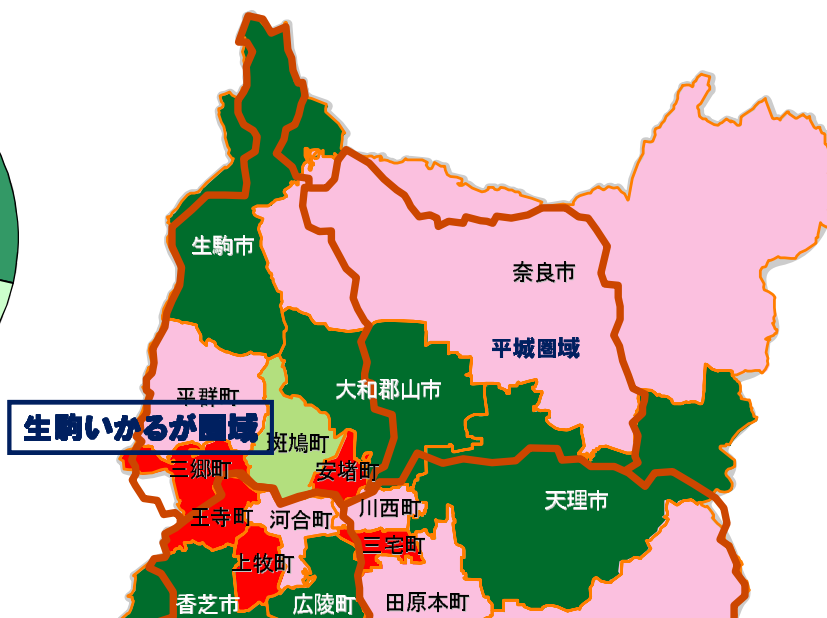 生駒市
奈良市
平城圏域
大和郡山市
平群町
生駒いかるが圏域
斑鳩町
三郷町
安堵町
天理市
川西町
王寺町
河合町
三宅町
上牧町
香芝市
広陵町
田原本町